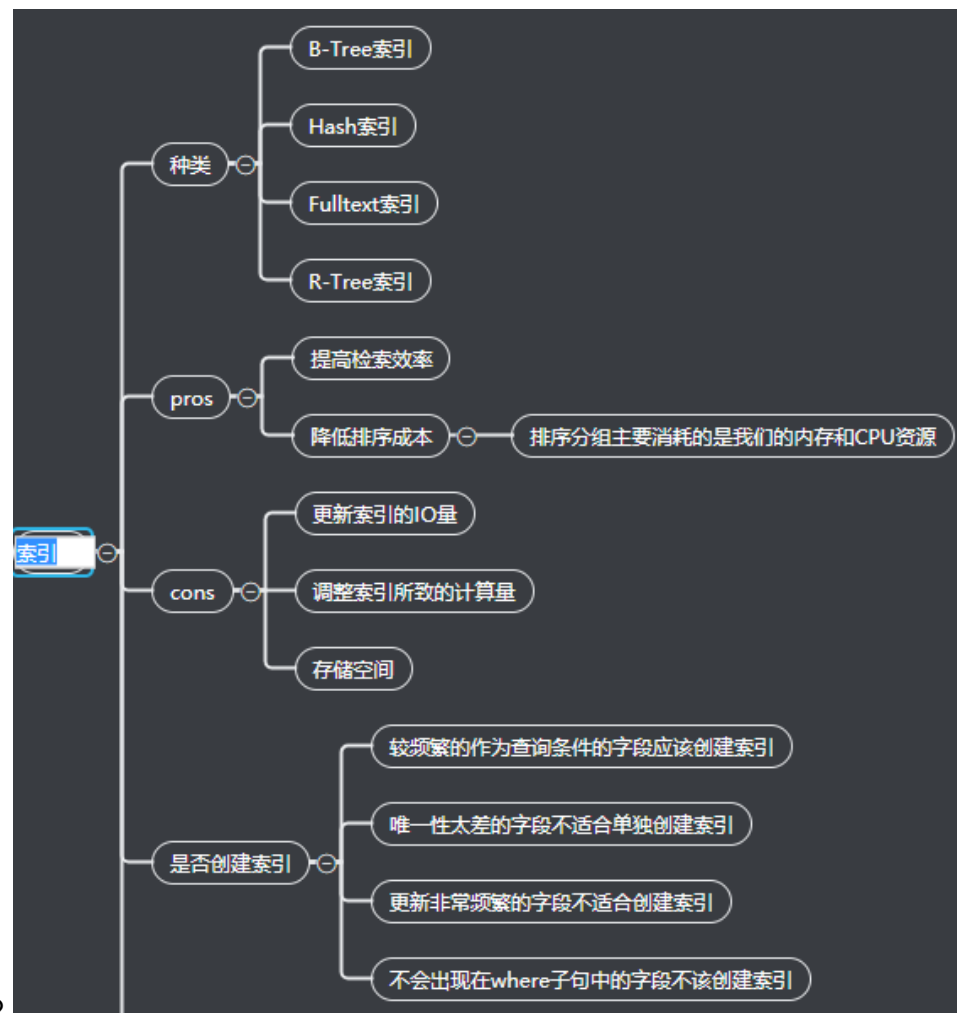 索引
种类
B-Tree索引
Hash索引
Fulltext索引
R-Tree索引
pros
提高检索效率
降低排序成本
排序分组主要消耗的是我们的内存和CPU资源
cons
更新索引的IO量
调整索引所致的计算量
存储空间
是否创建索引
较频繁的作为查询条件的字段应该创建索引
唯一性太差的字段不适合单独创建索引
更新非常频繁的字段不适合创建索引
不会出现在where子句中的字段不该创建索引